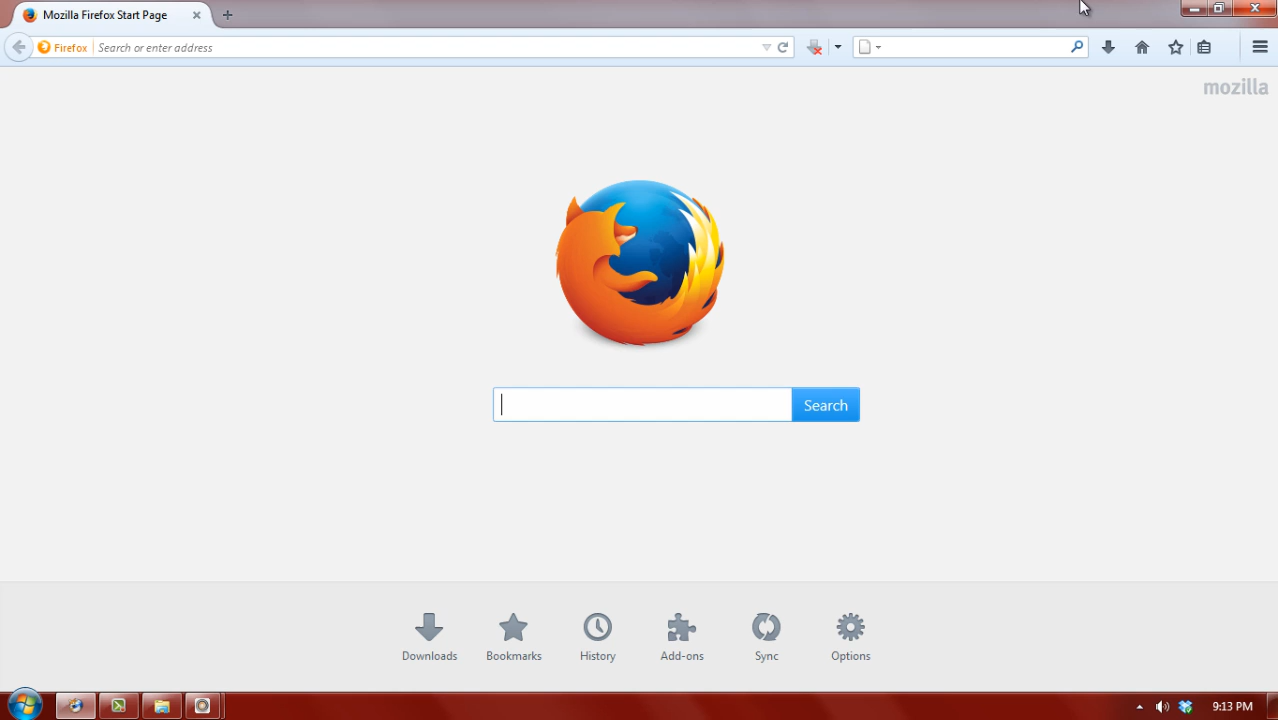 Mozilla Firefox Start Page
Firefox Search or enter address
mozilla
Search
Downloads Bookmarks History Add-ons Sync Options
9:13 PM